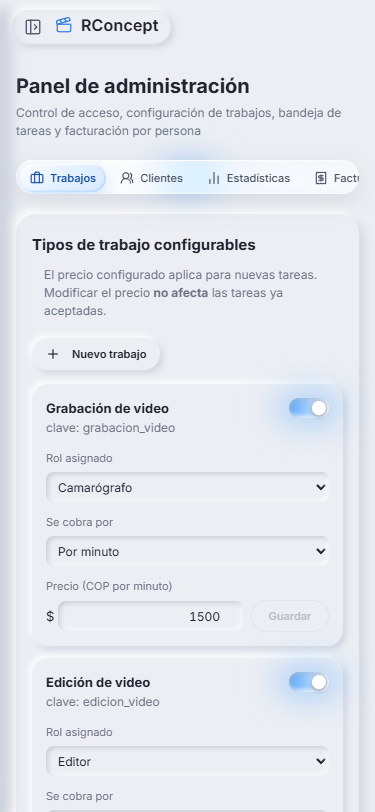 RConcept
Panel de administración
Control de acceso, configuración de trabajos, bandeja de
tareas y facturación por persona
Trabajos
Clientes
Estadísticas
Tipos de trabajo configurables
El precio configurado aplica para nuevas tareas.
Modificar el precio no afecta las tareas ya
aceptadas.
Nuevo trabajo
Grabación de video
clave: grabacion_video
Rol asignado
Camarógrafo
Se cobra por
Por minuto
Precio (COP por minuto)
$ 1500 Guardar
Edición de video
clave: edicion_video
Rol asignado
Editor
Se cobra por